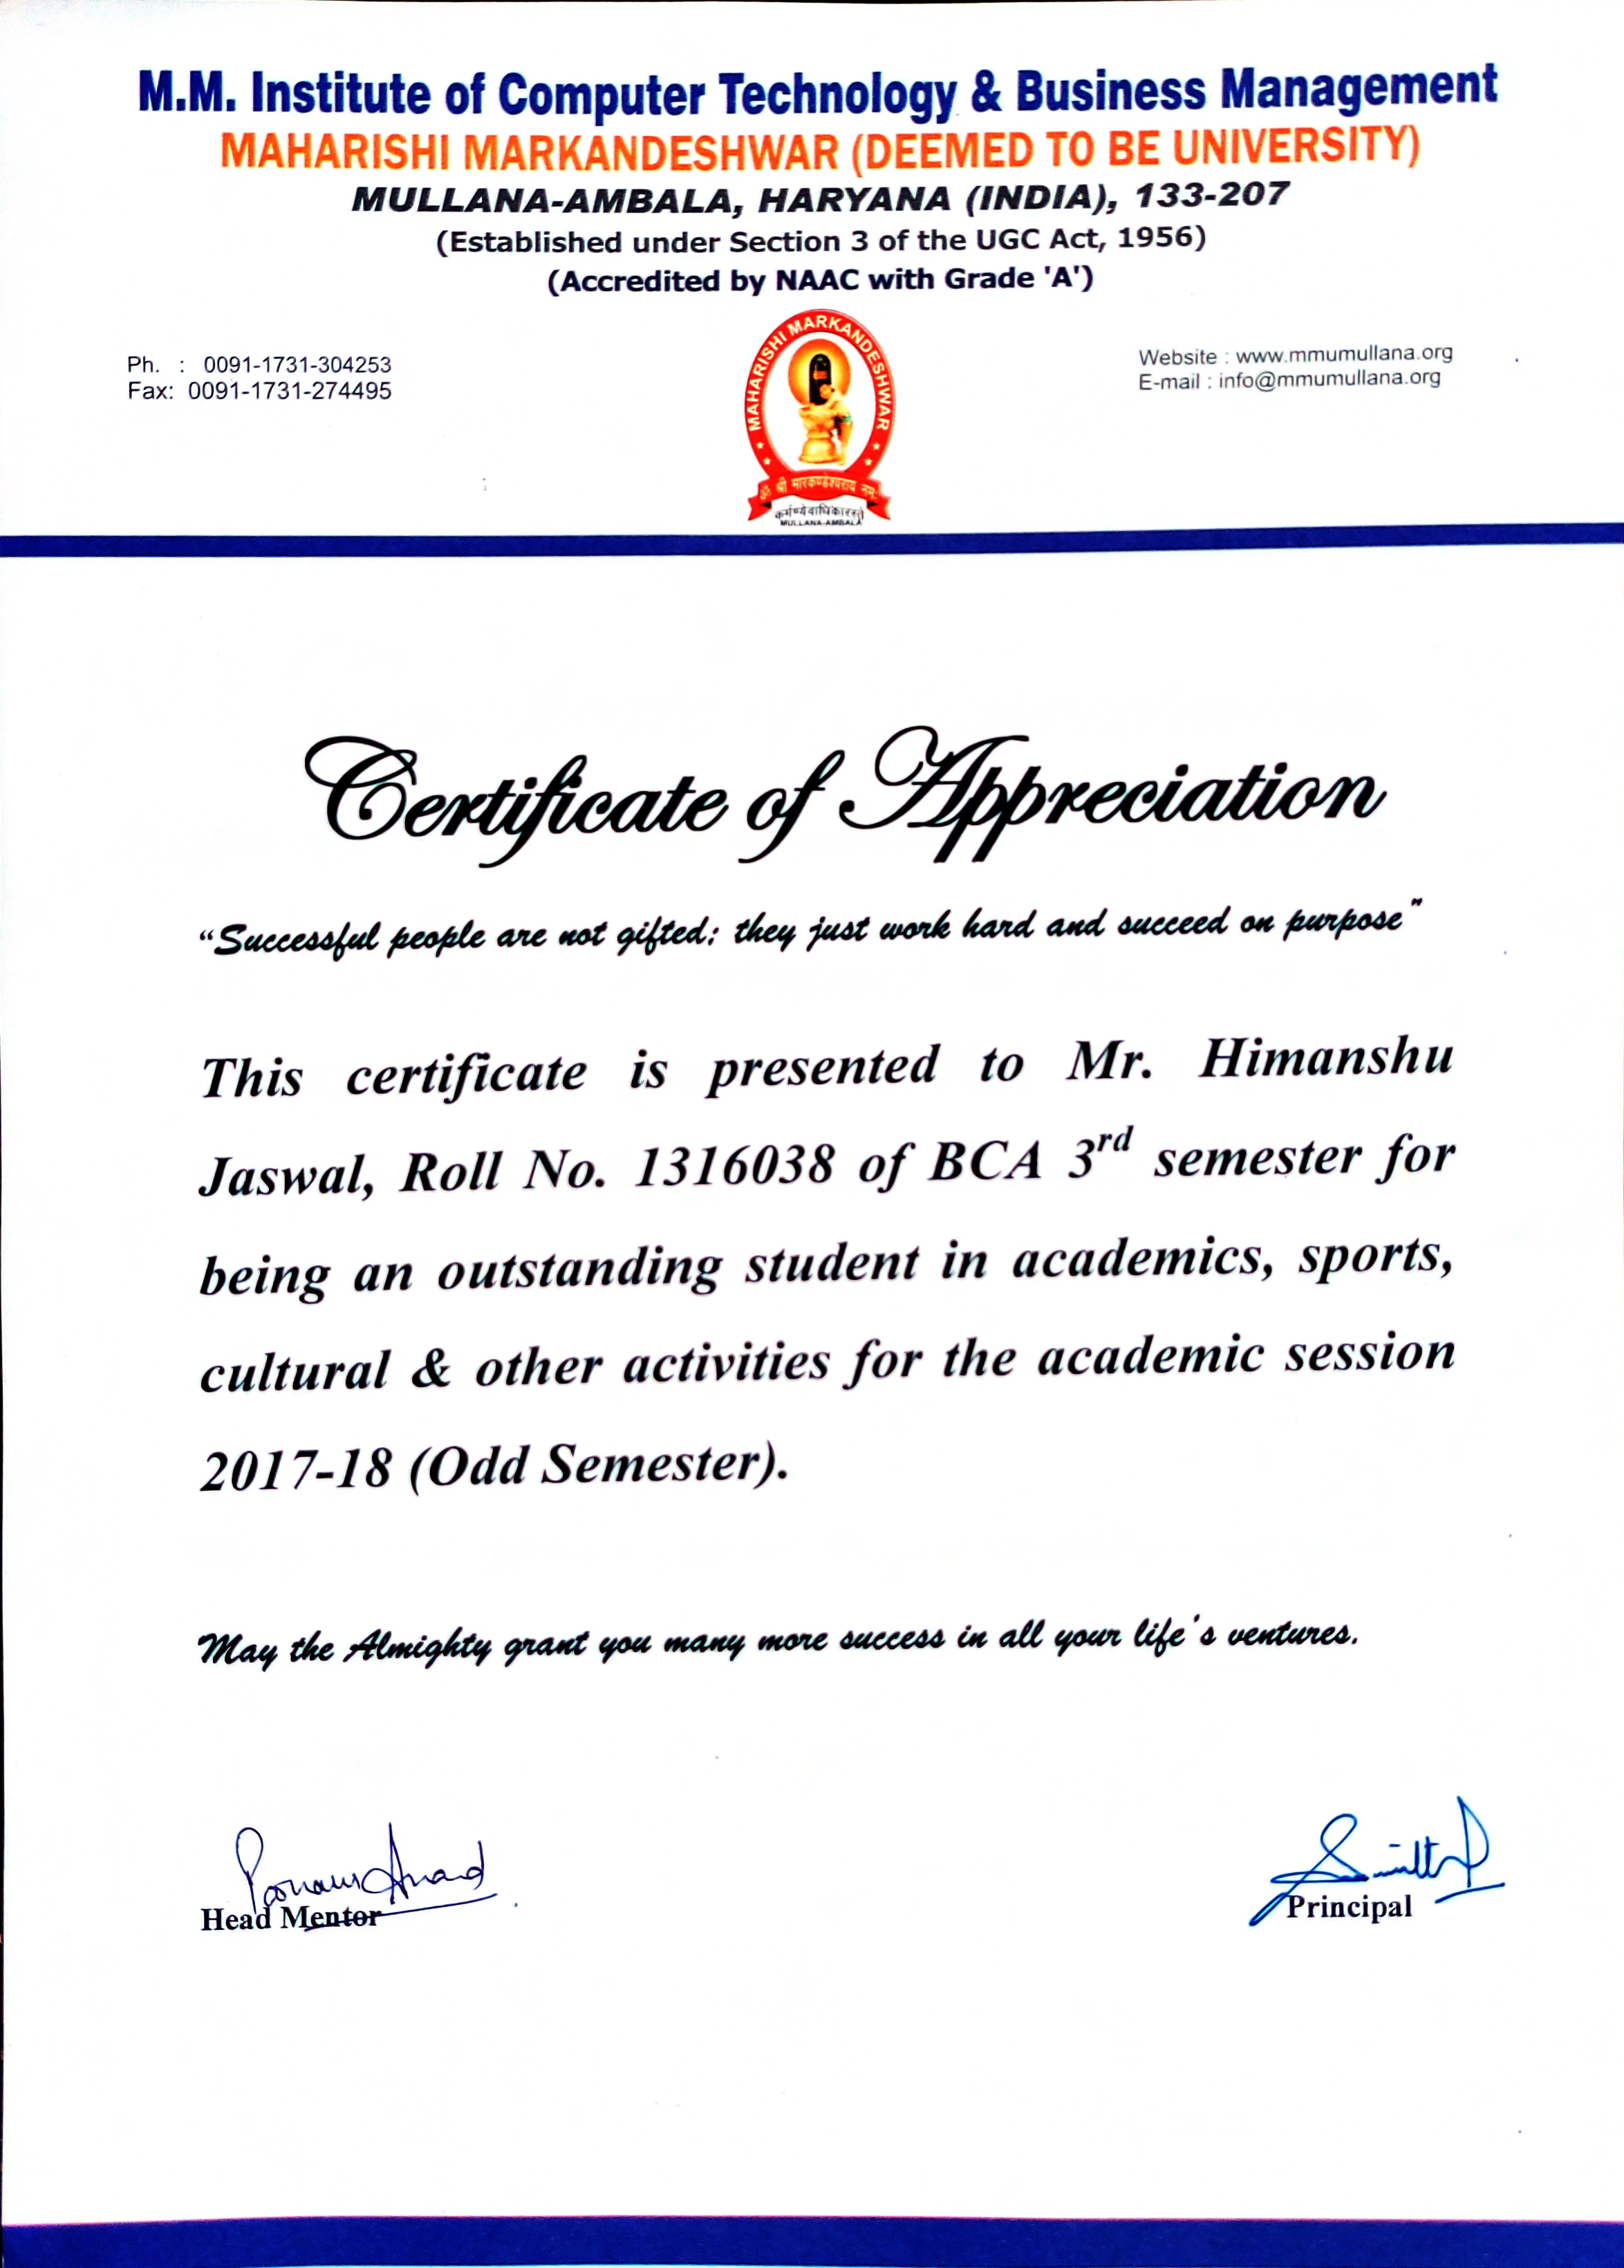 M.M. Institute of Computer Technology & Business Management
MAHARISHI MARKANDESHWAR (DEEMED TO BE UNIVERSITY)
MULLANA-AMBALA, HARYANA (INDIA), 133-207
(Established under Section 3 of the UGC Act, 1956)
(Accredited by NAAC with Grade 'A')
Ph. : 0091-1731-304253
Fax: 0091-1731-274495
Website : www.mmumullana.org
E-mail : info@mmumullana.org
MAHARISHI MARKANDESHWAR
ॐ श्री मारकण्डेश्वराय नमः
कर्मण्येवाधिकारस्ते
MULLANA-AMBALA
Certificate of Appreciation
“Successful people are not gifted; they just work hard and succeed on purpose”
This certificate is presented to Mr. Himanshu
Jaswal, Roll No. 1316038 of BCA 3rd semester for
being an outstanding student in academics, sports,
cultural & other activities for the academic session
2017-18 (Odd Semester).
May the Almighty grant you many more success in all your life's ventures.
Poonam Anand
Head Mentor
Principal